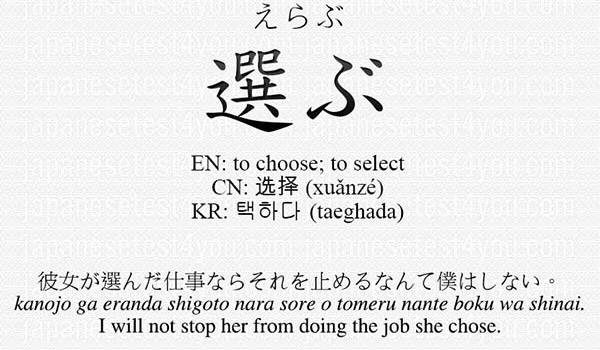 えらぶ
選ぶ
EN: to choose; to select
CN: 选择 (xuǎnzé)
KR: 택하다 (taeghada)
彼女が選んだ仕事ならそれを止めるなんて僕はしない。
kanojo ga eranda shigoto nara sore o tomeru nante boku wa shinai.
I will not stop her from doing the job she chose.